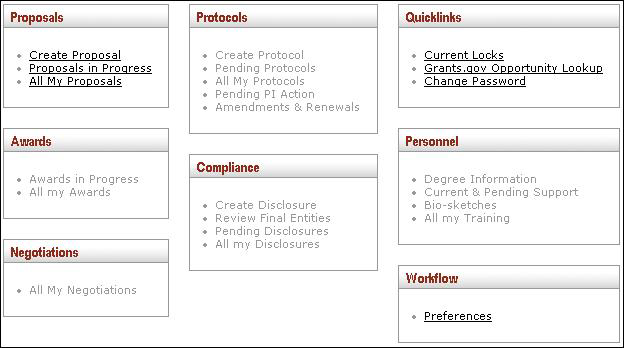 Proposals
Create Proposal
Proposals in Progress
All My Proposals
Awards
Awards in Progress
All my Awards
Negotiations
All My Negotiations
Protocols
Create Protocol
Pending Protocols
All My Protocols
Pending PI Action
Amendments & Renewals
Compliance
Create Disclosure
Review Final Entities
Pending Disclosures
All my Disclosures
Quicklinks
Current Locks
Grants.gov Opportunity Lookup
Change Password
Personnel
Degree Information
Current & Pending Support
Bio-sketches
All my Training
Workflow
Preferences